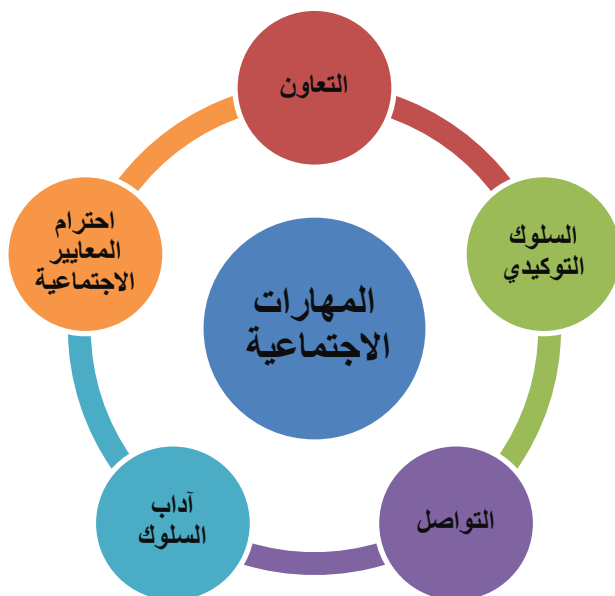 التعاون
السلوك
التوكيدي
التواصل
آداب
السلوك
احترام
المعايير
الاجتماعية
المهارات
الاجتماعية